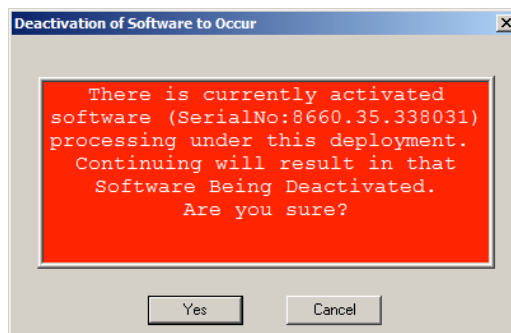 Deactivation of Software to Occur
There is currently activated
software (SerialNo:8660.35.338031)
processing under this deployment.
Continuing will result in that
Software Being Deactivated.
Are you sure?
Yes
Cancel